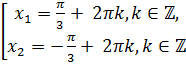 x₁ = π/3 + 2πk, k ∈ ℤ,
x₂ = −π/3 + 2πk, k ∈ ℤ